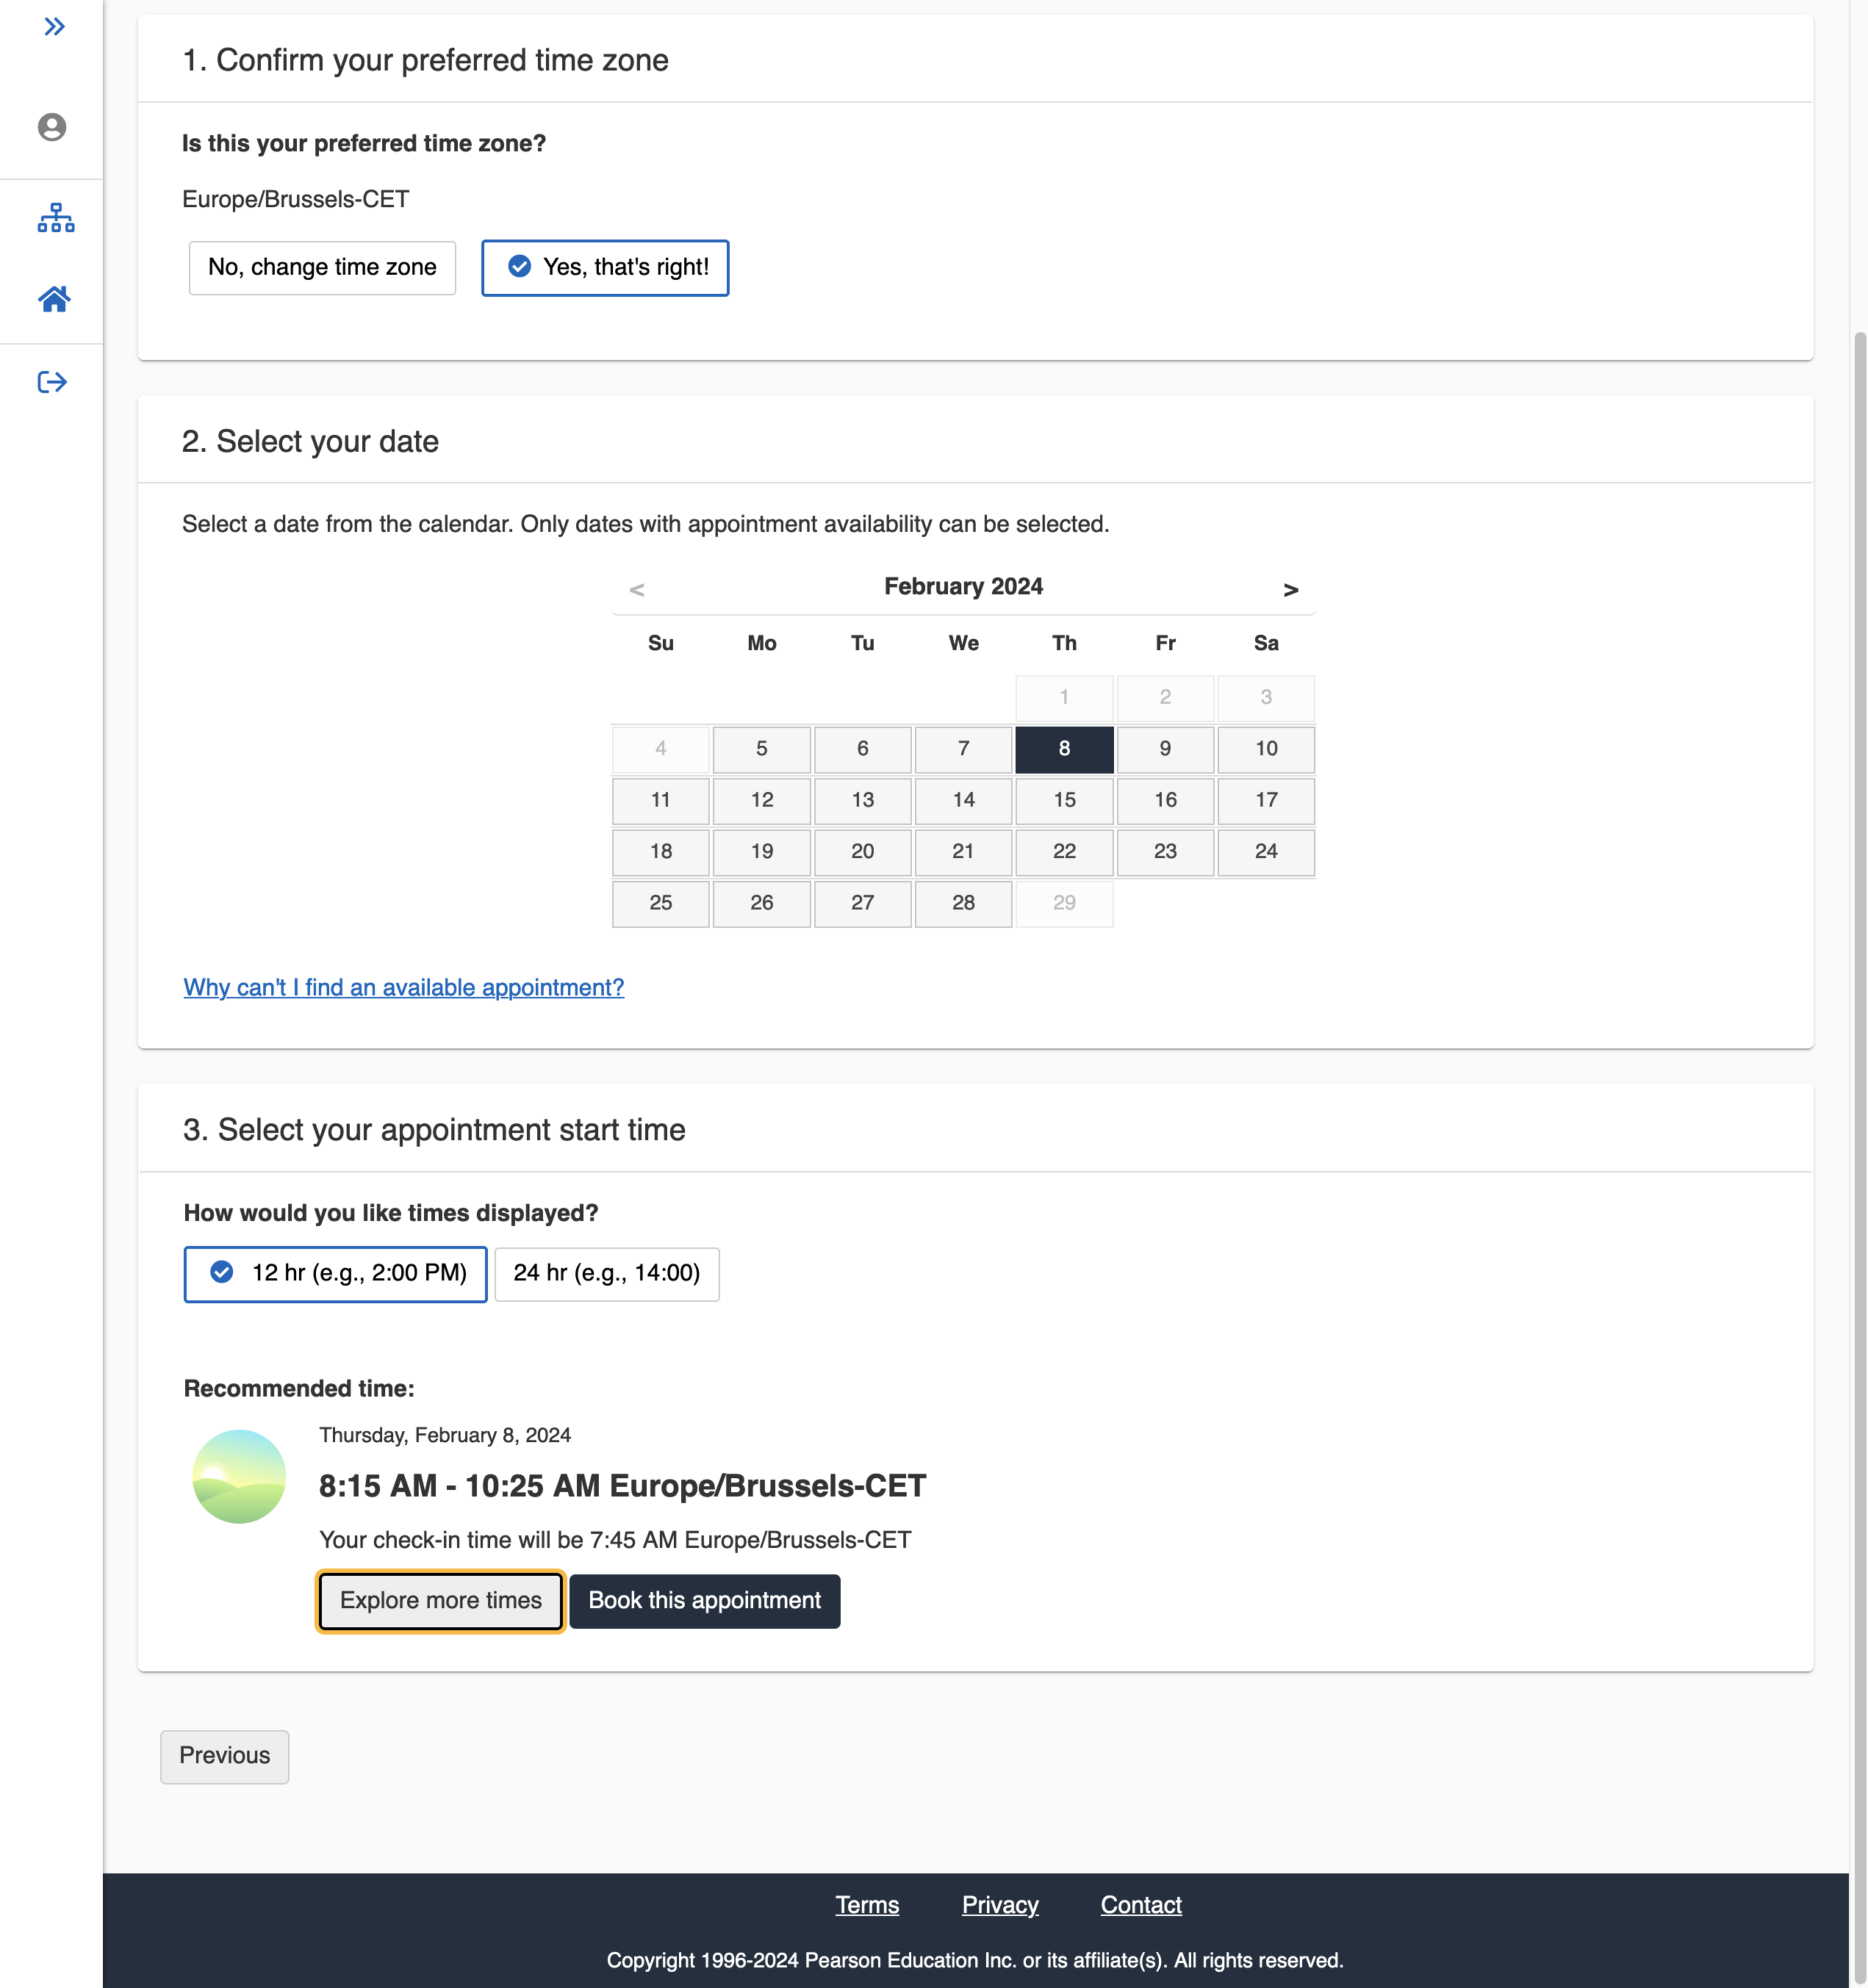 1. Confirm your preferred time zone
Is this your preferred time zone?
Europe/Brussels-CET
No, change time zone
Yes, that's right!
2. Select your date
Select a date from the calendar. Only dates with appointment availability can be selected.
< February 2024 >
Su Mo Tu We Th Fr Sa
1 2 3
4 5 6 7 8 9 10
11 12 13 14 15 16 17
18 19 20 21 22 23 24
25 26 27 28 29
Why can't I find an available appointment?
3. Select your appointment start time
How would you like times displayed?
12 hr (e.g., 2:00 PM)
24 hr (e.g., 14:00)
Recommended time:
Thursday, February 8, 2024
8:15 AM - 10:25 AM Europe/Brussels-CET
Your check-in time will be 7:45 AM Europe/Brussels-CET
Explore more times
Book this appointment
Previous
Terms Privacy Contact
Copyright 1996-2024 Pearson Education Inc. or its affiliate(s). All rights reserved.